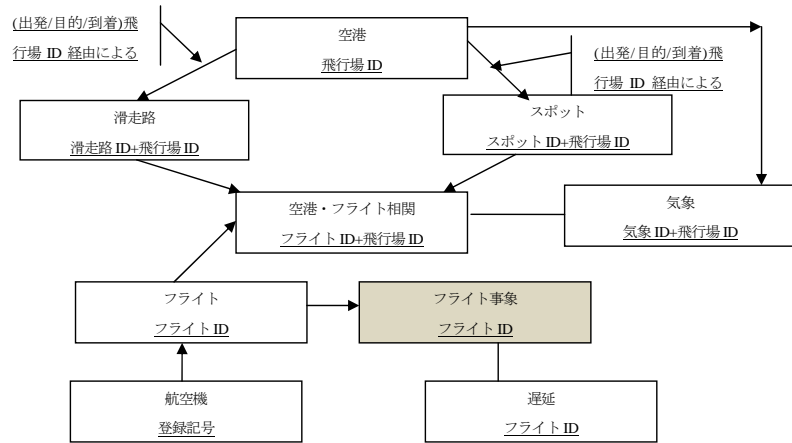 (出発/目的/到着)飛
行場 ID 経由による
空港
飛行場 ID
(出発/目的/到着)飛
行場 ID 経由による
滑走路
滑走路 ID+飛行場 ID
スポット
スポット ID+飛行場 ID
空港・フライト相関
フライト ID+飛行場 ID
気象
気象 ID+飛行場 ID
フライト
フライト ID
フライト事象
フライト ID
航空機
登録記号
遅延
フライト ID